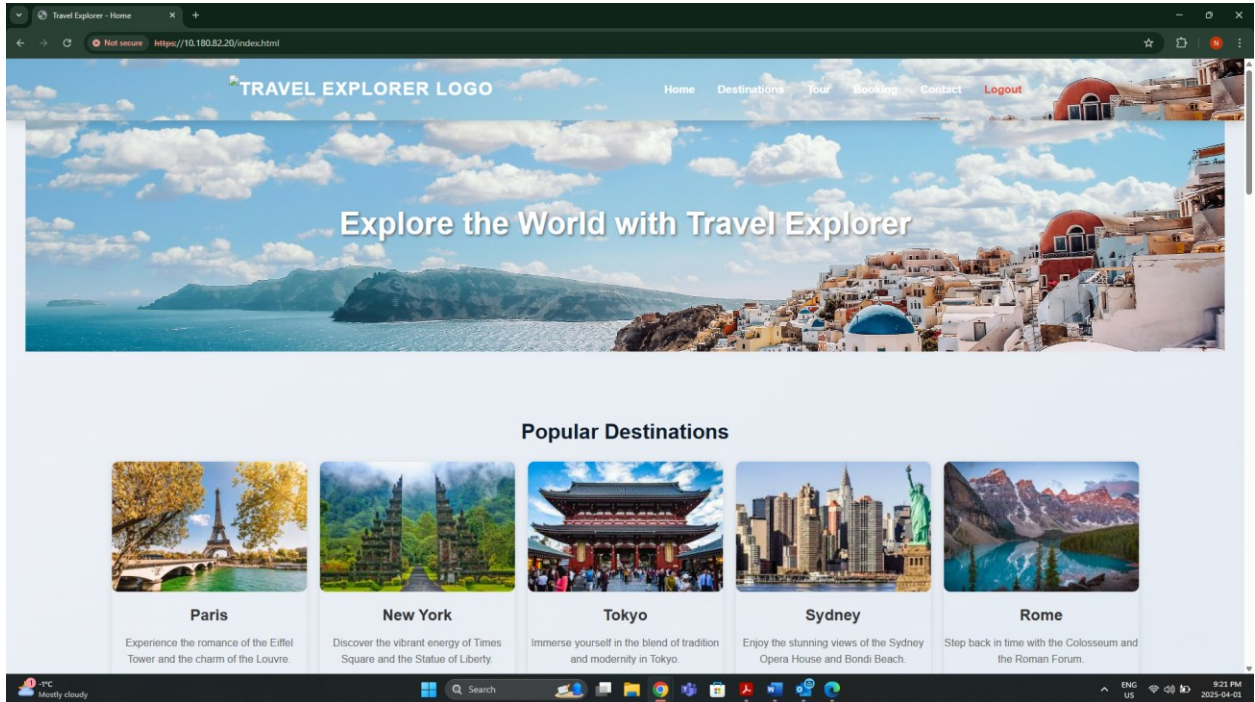 Travel Explorer - Home
Not secure https://10.180.82.20/index.html
N
TRAVEL EXPLORER LOGO
Home Destinations Tour Booking Contact Logout
Explore the World with Travel Explorer
Popular Destinations
Paris
Experience the romance of the Eiffel
Tower and the charm of the Louvre.
New York
Discover the vibrant energy of Times
Square and the Statue of Liberty.
Tokyo
Immerse yourself in the blend of tradition
and modernity in Tokyo.
Sydney
Enjoy the stunning views of the Sydney
Opera House and Bondi Beach.
Rome
Step back in time with the Colosseum and
the Roman Forum.
1
-1°C
Mostly cloudy
Search
ENG
US
9:21 PM
2025-04-01